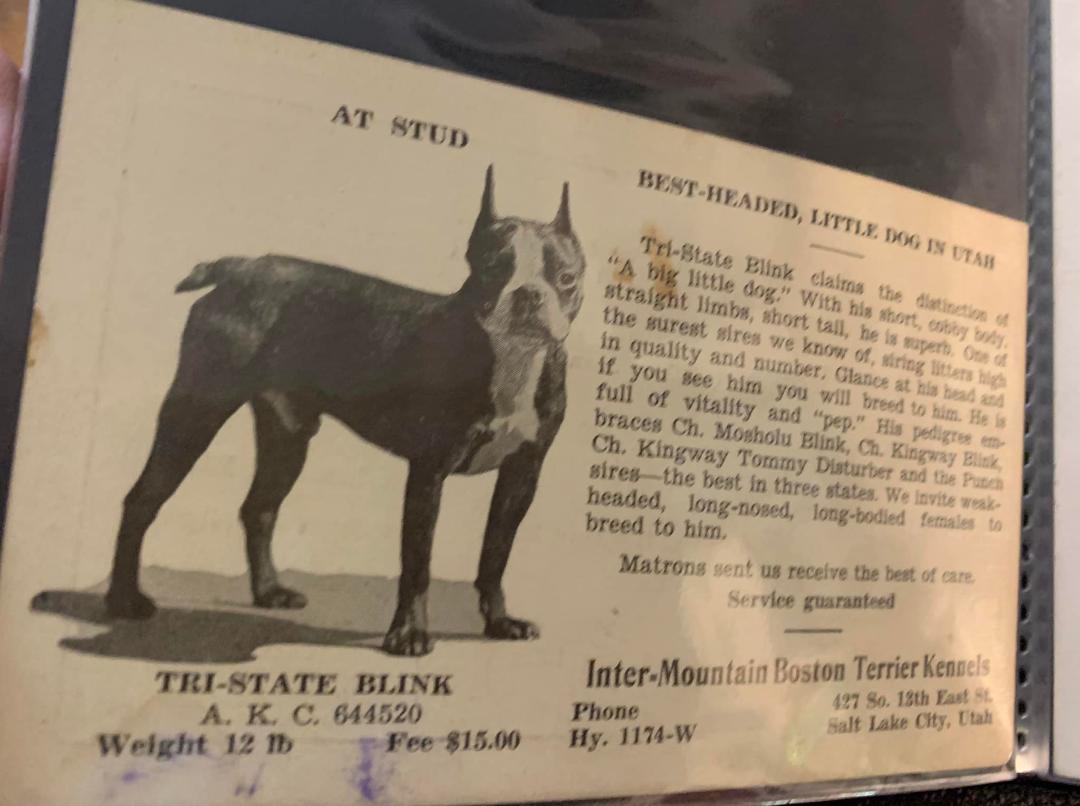 AT STUD
TRI-STATE BLINK
A. K. C. 644520
Weight 12 lb
Fee $15.00
BEST-HEADED, LITTLE DOG IN UTAH
Tri-State Blink claims the distinction of
“A big little dog.” With his short, cobby body,
straight limbs, short tail, he is superb. One of
the surest sires we know of, siring litters high
in quality and number. Glance at his head and
if you see him you will breed to him. He is
full of vitality and “pep.” His pedigree em-
braces Ch. Mosholu Blink, Ch. Kingway Blink,
Ch. Kingway Tommy Disturber and the Punch
sires—the best in three states. We invite weak-
headed, long-nosed, long-bodied females to
breed to him.
Matrons sent us receive the best of care.
Service guaranteed
Inter-Mountain Boston Terrier Kennels
Phone
Hy. 1174-W
427 So. 13th East St.
Salt Lake City, Utah